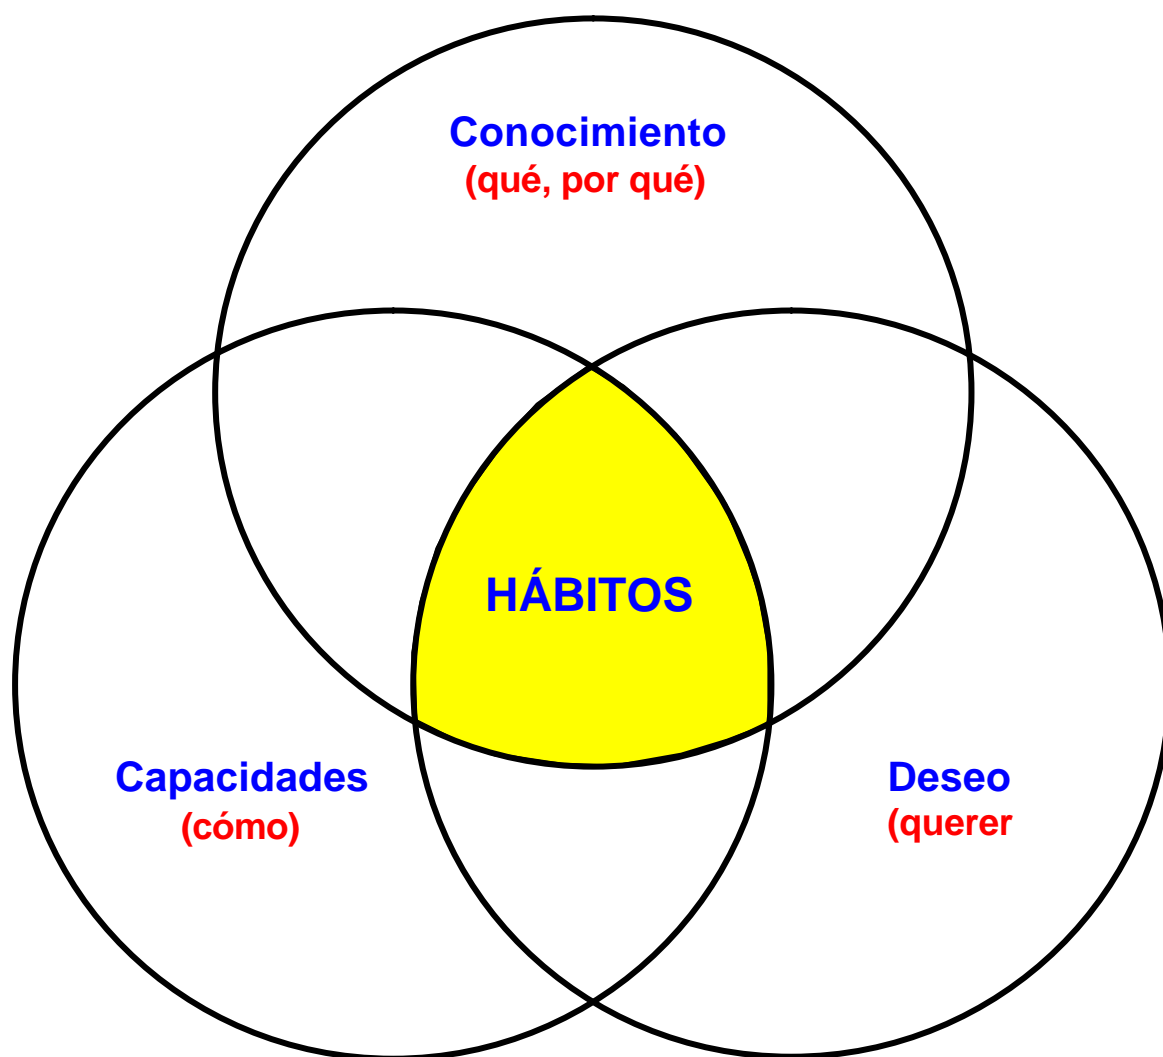 Conocimiento
(qué, por qué)
HÁBITOS
Capacidades
(cómo)
Deseo
(querer